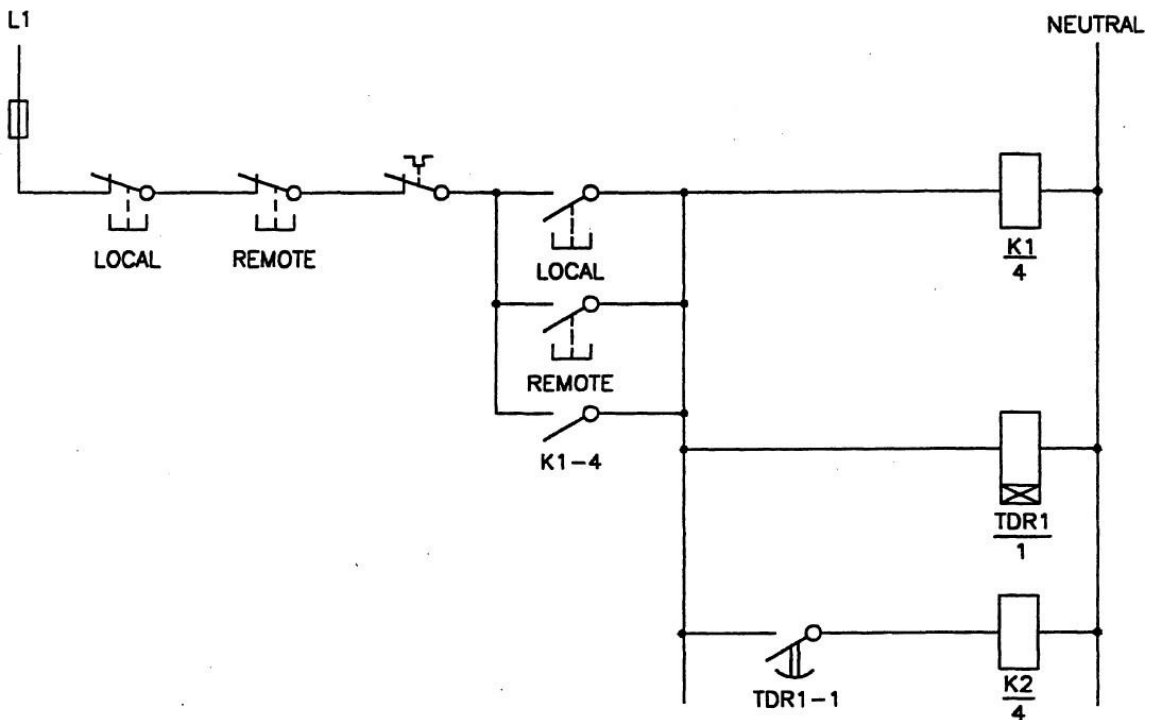 L1
NEUTRAL
LOCAL
REMOTE
LOCAL
K1
4
REMOTE
K1-4
TDR1
1
TDR1-1
K2
4